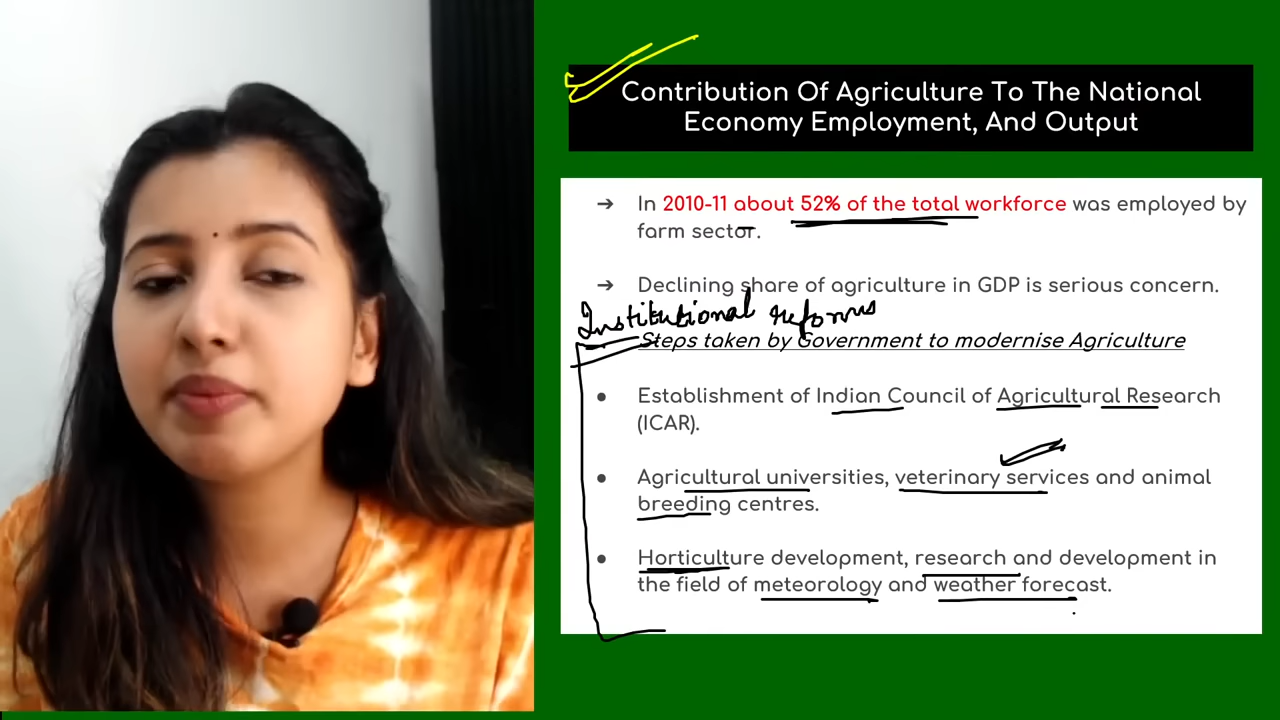 Contribution Of Agriculture To The National
Economy Employment, And Output
➔ In 2010-11 about 52% of the total workforce was employed by
farm sector.
➔ Declining share of agriculture in GDP is serious concern.
Institutional reforms
Steps taken by Government to modernise Agriculture
● Establishment of Indian Council of Agricultural Research
(ICAR).
● Agricultural universities, veterinary services and animal
breeding centres.
● Horticulture development, research and development in
the field of meteorology and weather forecast.